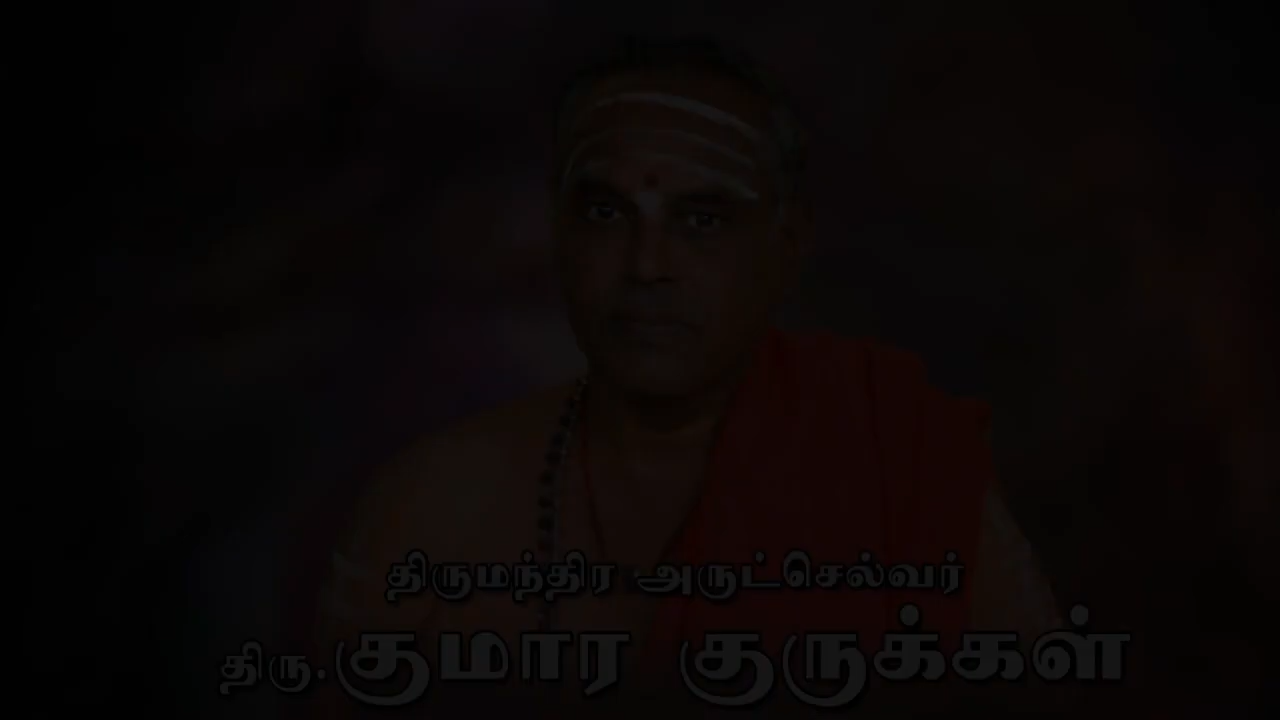 திருமந்திர அருட்செல்வர்
திரு.குமார குருக்கள்